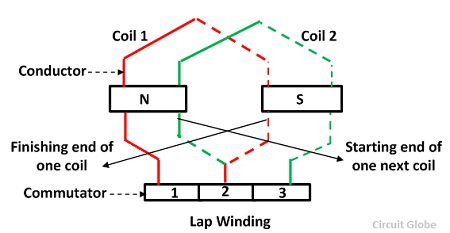 Coil 1
Coil 2
Conductor
N
S
Finishing end of
one coil
Starting end of
one next coil
Commutator
1
2
3
Lap Winding
Circuit Globe